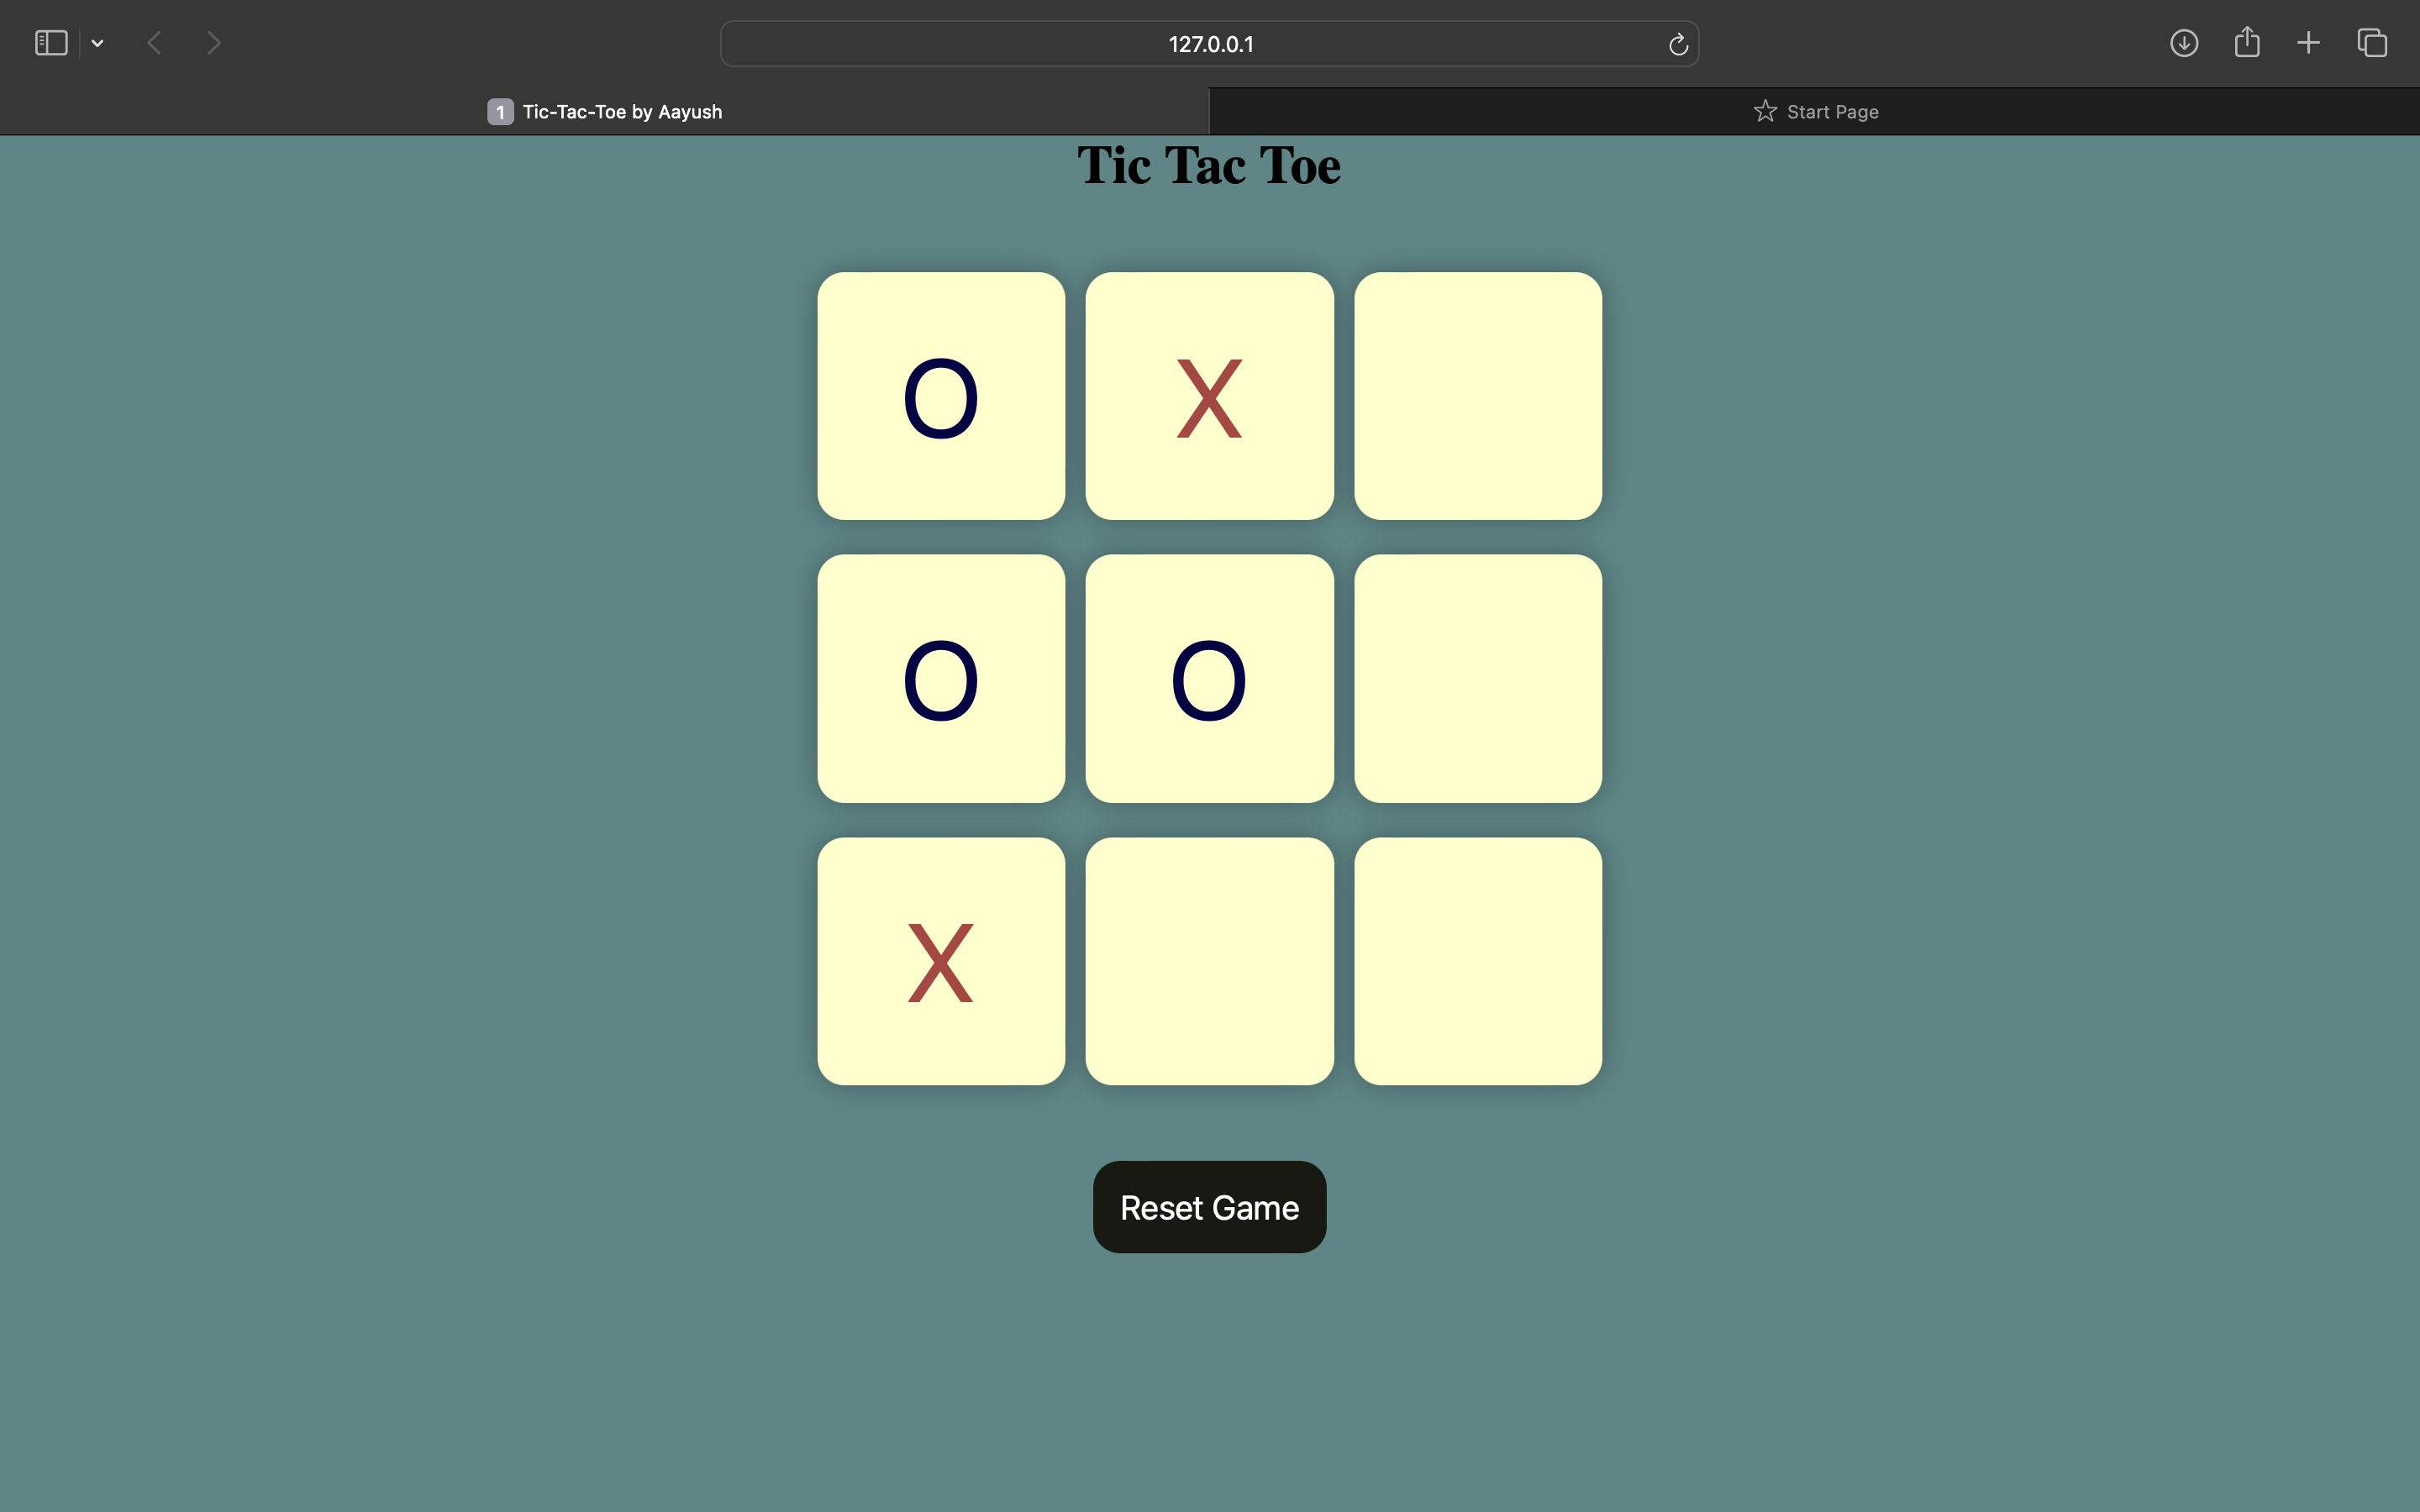 127.0.0.1
1 Tic-Tac-Toe by Aayush
Start Page
Tic Tac Toe
O X
O O
X
Reset Game